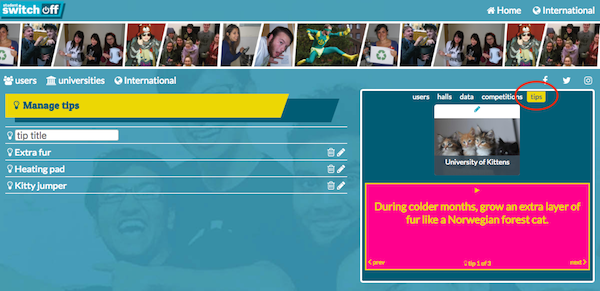 student
switch off
Home
International
users
universities
International
Manage tips
tip title
Extra fur
Heating pad
Kitty jumper
users
halls
data
competitions
tips
University of Kittens
During colder months, grow an extra layer of
fur like a Norwegian forest cat.
prev
tip 1 of 3
next